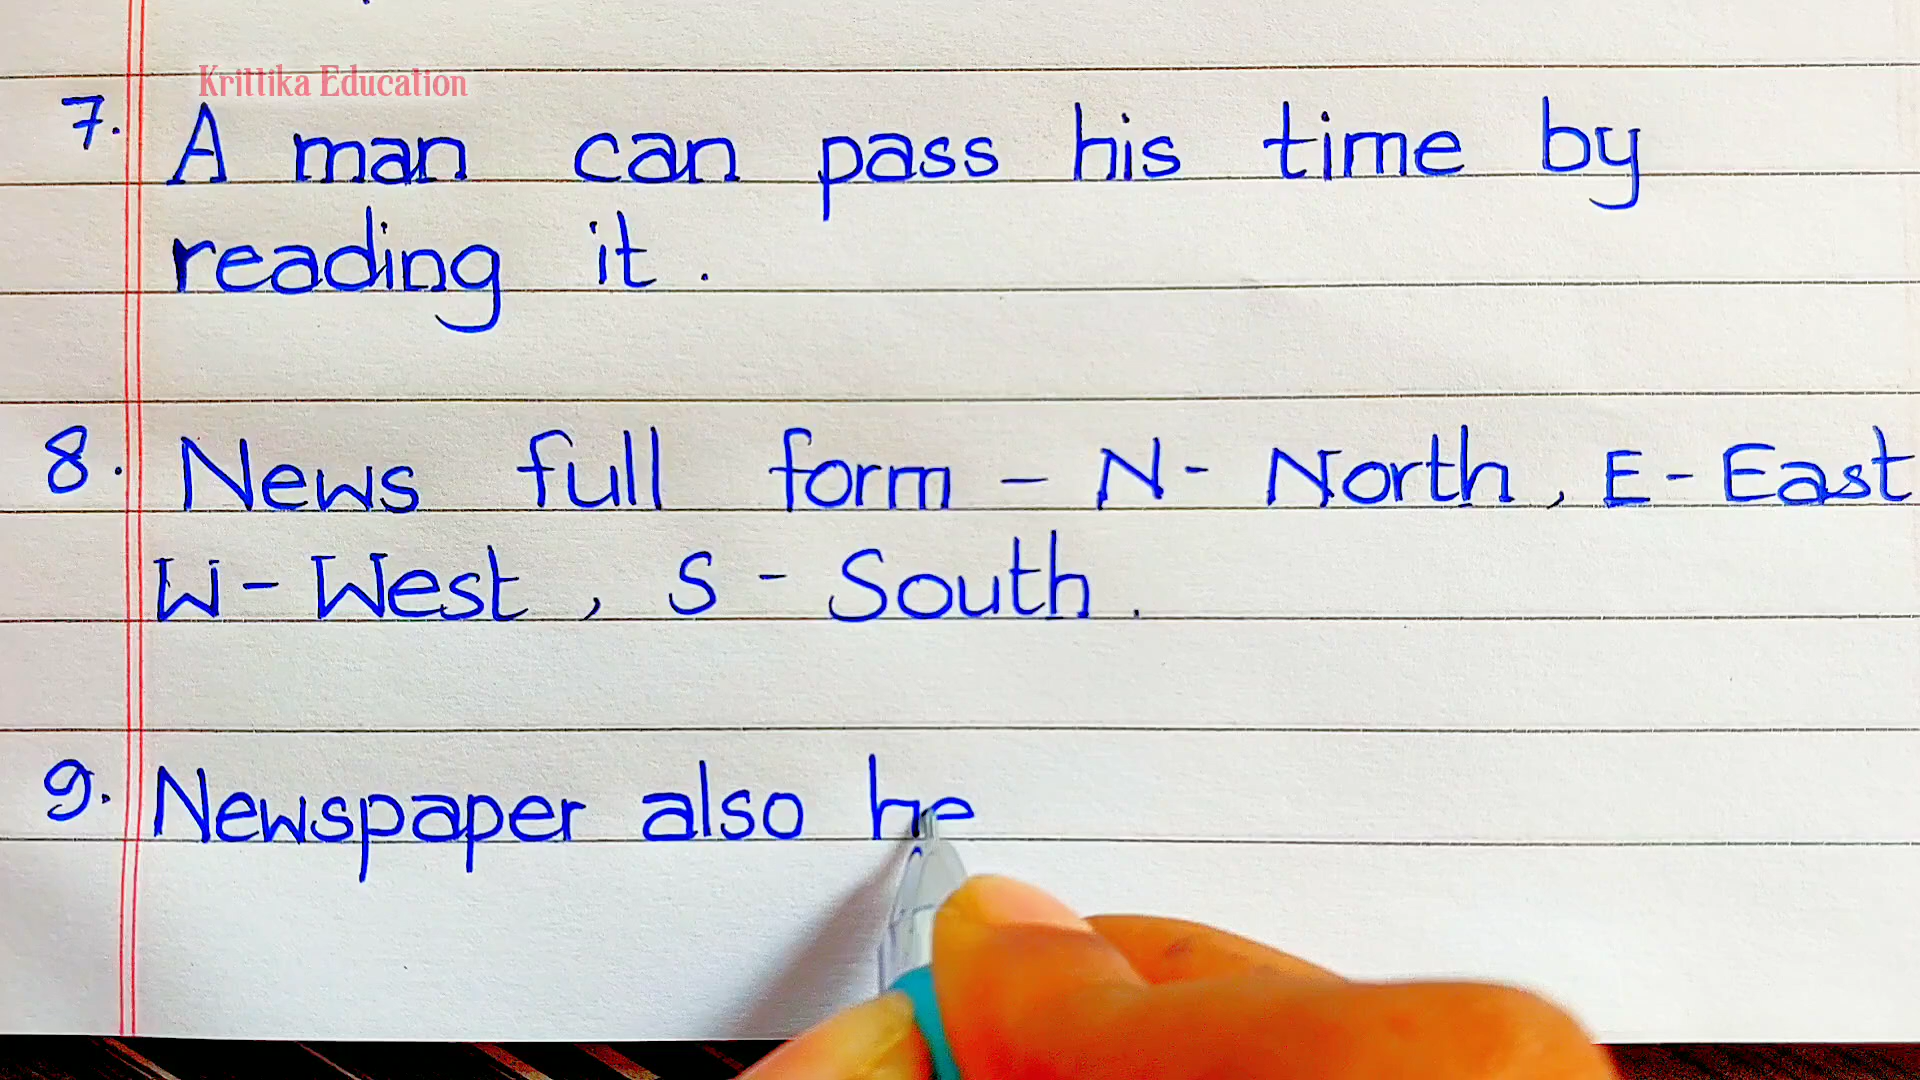 Krittika Education
7. A man can pass his time by
reading it.
8. News full form - N- North, E- East
W- West, S - South.
9. Newspaper also he